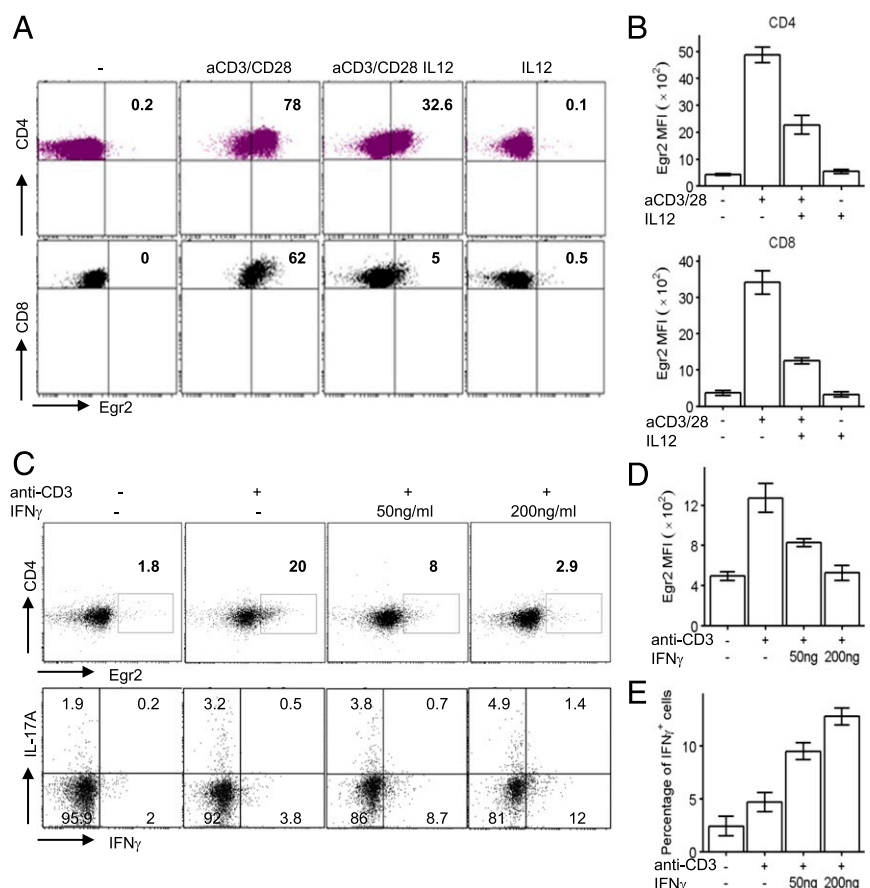 A
- aCD3/CD28 aCD3/CD28 IL12 IL12
CD4
0.2 78 32.6 0.1
CD8
0 62 5 0.5
Egr2
B
CD4
Egr2 MFI ( × 10²)
50
40
30
20
10
0
aCD3/28 - + + -
IL12 - - + +
CD8
Egr2 MFI ( × 10²)
40
30
20
10
0
aCD3/28 - + + -
IL12 - - + +
C
anti-CD3 - + + +
IFNγ - - 50ng/ml 200ng/ml
CD4
1.8 20 8 2.9
Egr2
IL-17A
1.9 0.2 3.2 0.5 3.8 0.7 4.9 1.4
95.9 2 92 3.8 86 8.7 81 12
IFNγ
D
Egr2 MFI ( × 10²)
12
8
4
0
anti-CD3 - + + +
IFNγ - - 50ng 200ng
E
Percentage of IFNγ⁺ cells
10
5
0
anti-CD3 - + + +
IFNγ - - 50ng 200ng